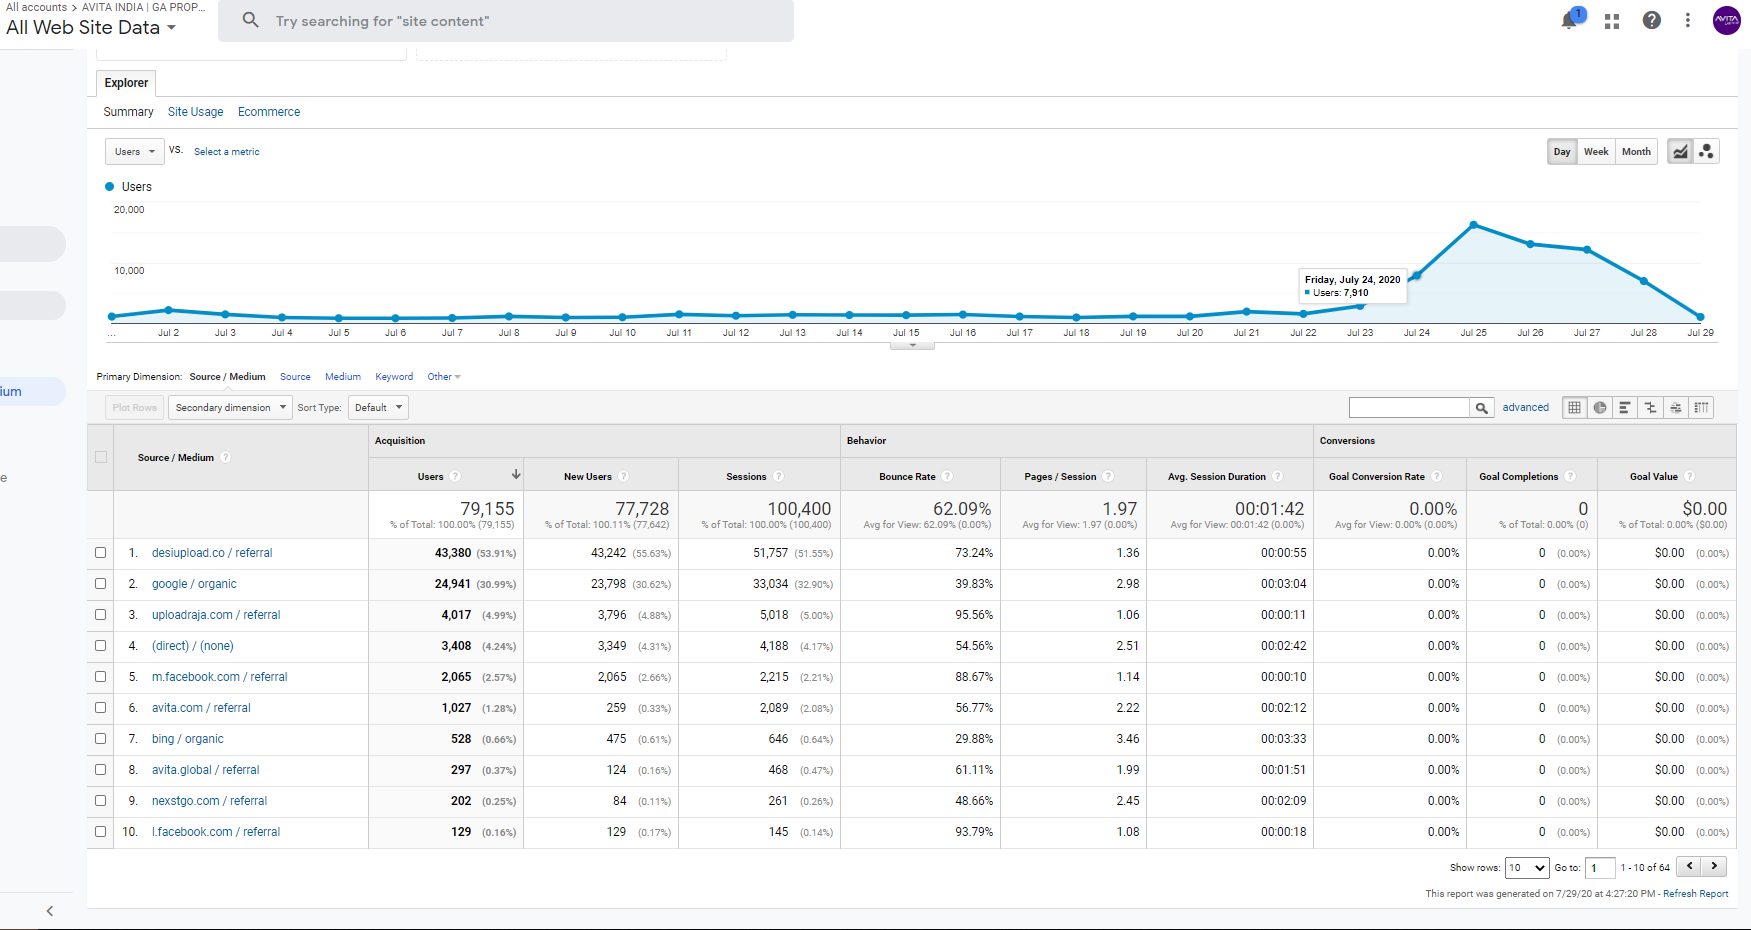 All accounts > AVITA INDIA | GA PROP...
All Web Site Data
Try searching for "site content"
1
AVITA
Explorer
Summary Site Usage Ecommerce
Users VS. Select a metric
Day Week Month
Users
20,000
10,000
Friday, July 24, 2020
Users: 7,910
... Jul 2 Jul 3 Jul 4 Jul 5 Jul 6 Jul 7 Jul 8 Jul 9 Jul 10 Jul 11 Jul 12 Jul 13 Jul 14 Jul 15 Jul 16 Jul 17 Jul 18 Jul 19 Jul 20 Jul 21 Jul 22 Jul 23 Jul 24 Jul 25 Jul 26 Jul 27 Jul 28 Jul 29
ium
e
Primary Dimension: Source / Medium Source Medium Keyword Other
Plot Rows Secondary dimension Sort Type: Default advanced
Acquisition Behavior Conversions
Source / Medium ? Users ? New Users ? Sessions ? Bounce Rate ? Pages / Session ? Avg. Session Duration ? Goal Conversion Rate ? Goal Completions ? Goal Value ?
79,155 77,728 100,400 62.09% 1.97 00:01:42 0.00% 0 $0.00
% of Total: 100.00% (79,155) % of Total: 100.11% (77,642) % of Total: 100.00% (100,400) Avg for View: 62.09% (0.00%) Avg for View: 1.97 (0.00%) Avg for View: 00:01:42 (0.00%) Avg for View: 0.00% (0.00%) % of Total: 0.00% (0) % of Total: 0.00% ($0.00)
1. desiupload.co / referral 43,380 (53.91%) 43,242 (55.63%) 51,757 (51.55%) 73.24% 1.36 00:00:55 0.00% 0 (0.00%) $0.00 (0.00%)
2. google / organic 24,941 (30.99%) 23,798 (30.62%) 33,034 (32.90%) 39.83% 2.98 00:03:04 0.00% 0 (0.00%) $0.00 (0.00%)
3. uploadraja.com / referral 4,017 (4.99%) 3,796 (4.88%) 5,018 (5.00%) 95.56% 1.06 00:00:11 0.00% 0 (0.00%) $0.00 (0.00%)
4. (direct) / (none) 3,408 (4.24%) 3,349 (4.31%) 4,188 (4.17%) 54.56% 2.51 00:02:42 0.00% 0 (0.00%) $0.00 (0.00%)
5. m.facebook.com / referral 2,065 (2.57%) 2,065 (2.66%) 2,215 (2.21%) 88.67% 1.14 00:00:10 0.00% 0 (0.00%) $0.00 (0.00%)
6. avita.com / referral 1,027 (1.28%) 259 (0.33%) 2,089 (2.08%) 56.77% 2.22 00:02:12 0.00% 0 (0.00%) $0.00 (0.00%)
7. bing / organic 528 (0.66%) 475 (0.61%) 646 (0.64%) 29.88% 3.46 00:03:33 0.00% 0 (0.00%) $0.00 (0.00%)
8. avita.global / referral 297 (0.37%) 124 (0.16%) 468 (0.47%) 61.11% 1.99 00:01:51 0.00% 0 (0.00%) $0.00 (0.00%)
9. nexstgo.com / referral 202 (0.25%) 84 (0.11%) 261 (0.26%) 48.66% 2.45 00:02:09 0.00% 0 (0.00%) $0.00 (0.00%)
10. l.facebook.com / referral 129 (0.16%) 129 (0.17%) 145 (0.14%) 93.79% 1.08 00:00:18 0.00% 0 (0.00%) $0.00 (0.00%)
Show rows: 10 Go to: 1 1 - 10 of 64
This report was generated on 7/29/20 at 4:27:20 PM - Refresh Report